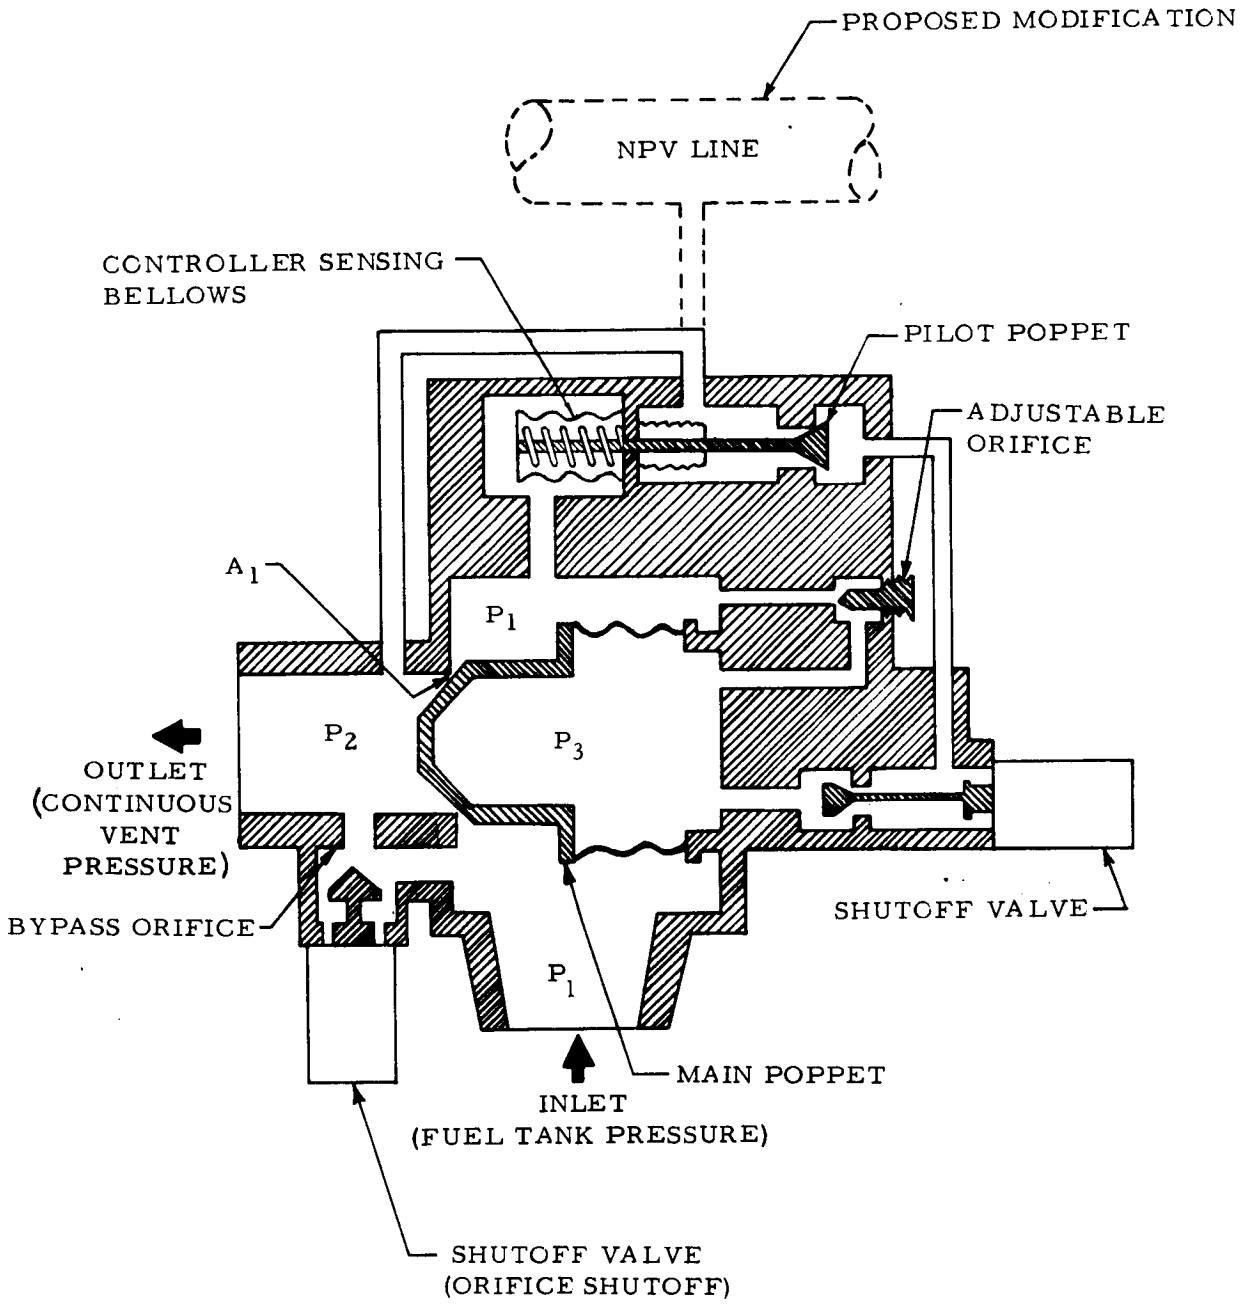 PROPOSED MODIFICATION
NPV LINE
CONTROLLER SENSING
BELLOWS
PILOT POPPET
ADJUSTABLE
ORIFICE
A1
P1
P2
P3
OUTLET
(CONTINUOUS
VENT
PRESSURE)
BYPASS ORIFICE
SHUTOFF VALVE
P1
MAIN POPPET
INLET
(FUEL TANK PRESSURE)
SHUTOFF VALVE
(ORIFICE SHUTOFF)